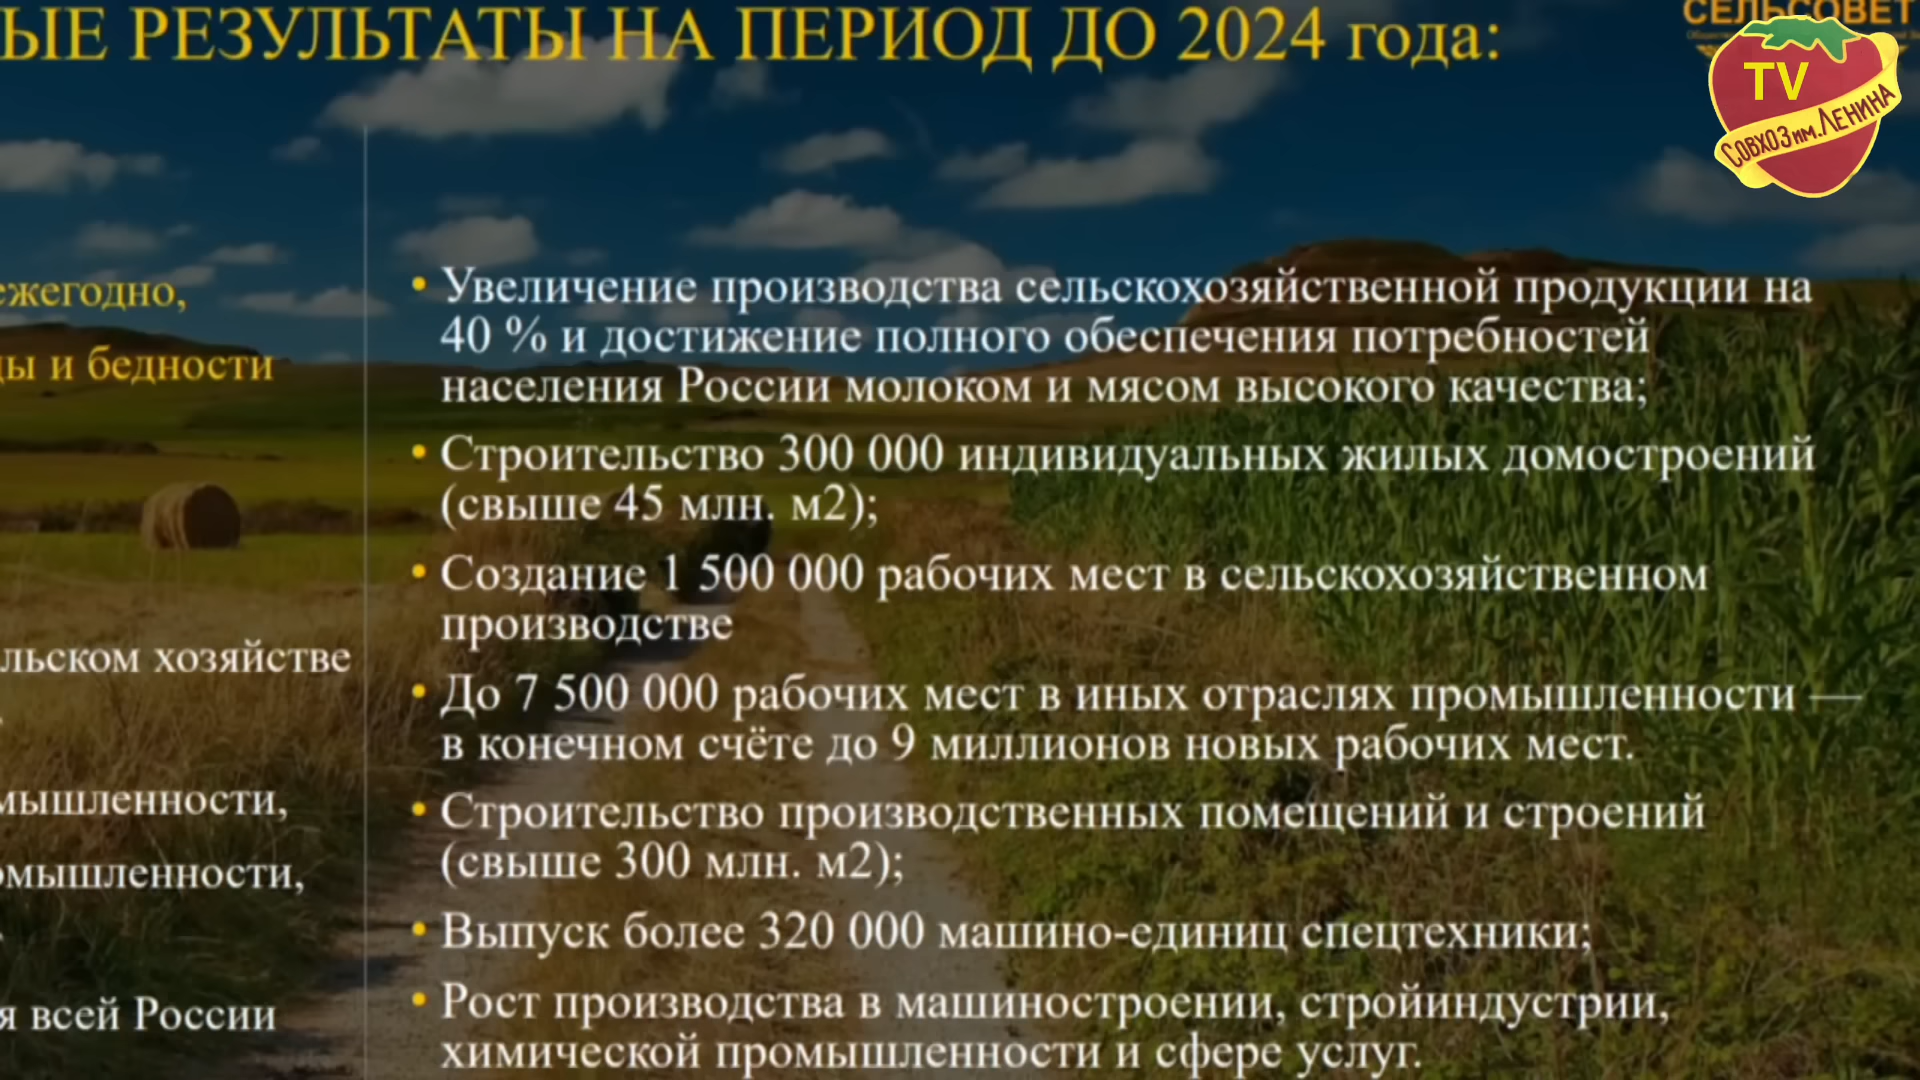 ЫЕ РЕЗУЛЬТАТЫ НА ПЕРИОД ДО 2024 года:
СЕЛЬСОВЕТ
TV
СОВХОЗ им. ЛЕНИНА
ежегодно,
ды и бедности
льском хозяйстве
мышленности,
омышленности,
я всей России
• Увеличение производства сельскохозяйственной продукции на
40 % и достижение полного обеспечения потребностей
населения России молоком и мясом высокого качества;
• Строительство 300 000 индивидуальных жилых домостроений
(свыше 45 млн. м2);
• Создание 1 500 000 рабочих мест в сельскохозяйственном
производстве
• До 7 500 000 рабочих мест в иных отраслях промышленности —
в конечном счёте до 9 миллионов новых рабочих мест.
• Строительство производственных помещений и строений
(свыше 300 млн. м2);
• Выпуск более 320 000 машино-единиц спецтехники;
• Рост производства в машиностроении, стройиндустрии,
химической промышленности и сфере услуг.